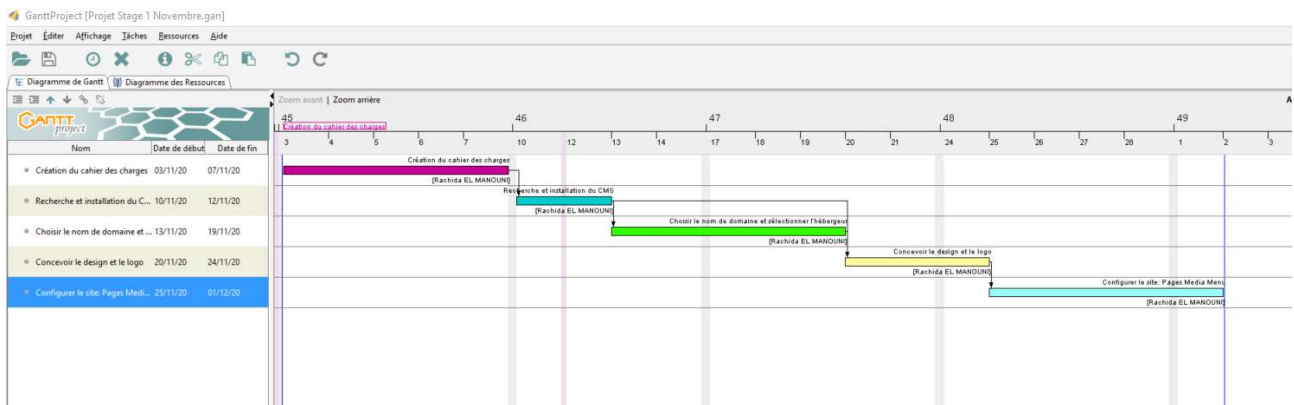 GanttProject [Projet Stage 1 Novembre.gan]
Projet Éditer Affichage Tâches Ressources Aide
Diagramme de Gantt Diagramme des Ressources
Zoom avant | Zoom arrière
A
GANTT project
45 46 47 48 49
Création du cahier des charges
Nom Date de début Date de fin
3 4 5 6 7 10 12 13 14 17 18 19 20 21 24 25 26 27 28 1 2 3
Création du cahier des charges 03/11/20 07/11/20
Création du cahier des charges
[Rachida EL MANOUNI]
Recherche et installation du C... 10/11/20 12/11/20
Recherche et installation du CMS
[Rachida EL MANOUNI]
Choisir le nom de domaine et ... 13/11/20 19/11/20
Choisir le nom de domaine et sélectionner l'hébergeur
[Rachida EL MANOUNI]
Concevoir le design et le logo 20/11/20 24/11/20
Concevoir le design et le logo
[Rachida EL MANOUNI]
Configurer le site: Pages Medi... 25/11/20 01/12/20
Configurer le site: Pages Media Menu
[Rachida EL MANOUNI]